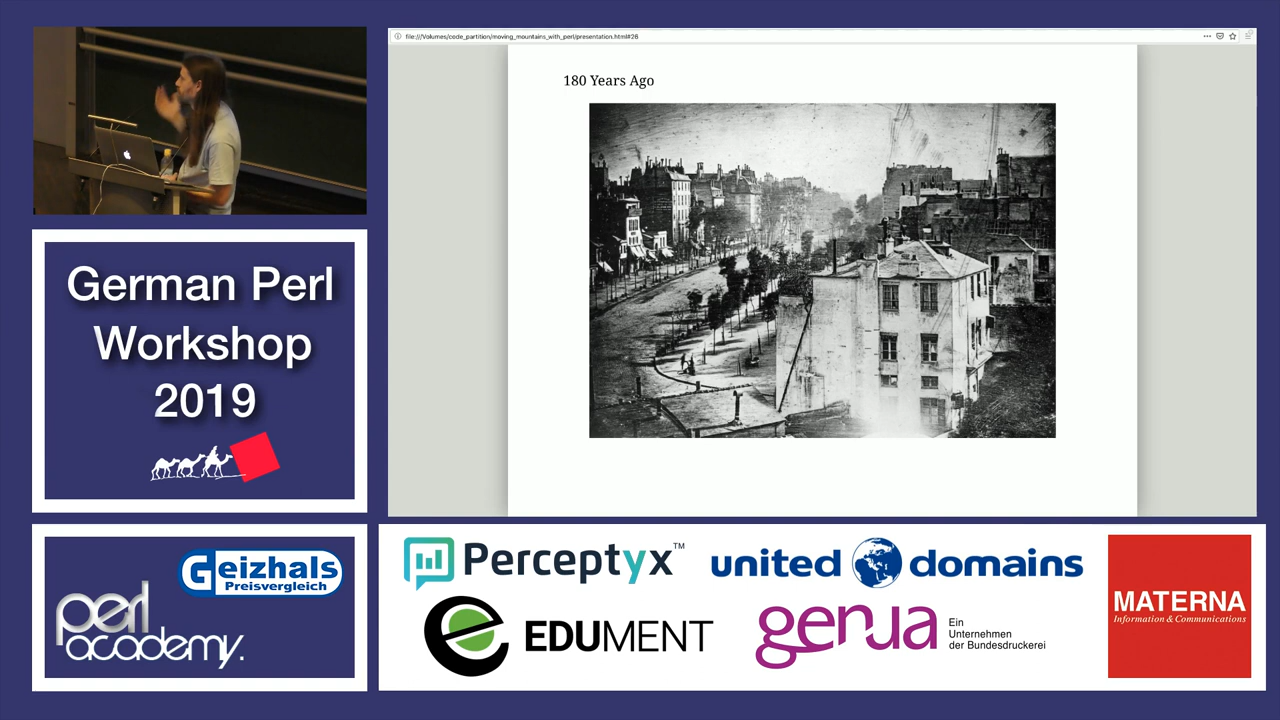 file:///Volumes/code_partition/moving_mountains_with_perl/presentation.html#26
180 Years Ago
German Perl
Workshop
2019
Geizhals
Preisvergleich
perl
academy.
Perceptyx™
united domains
MATERNA
Information & Communications
EDUMENT
genua
Ein
Unternehmen
der Bundesdruckerei